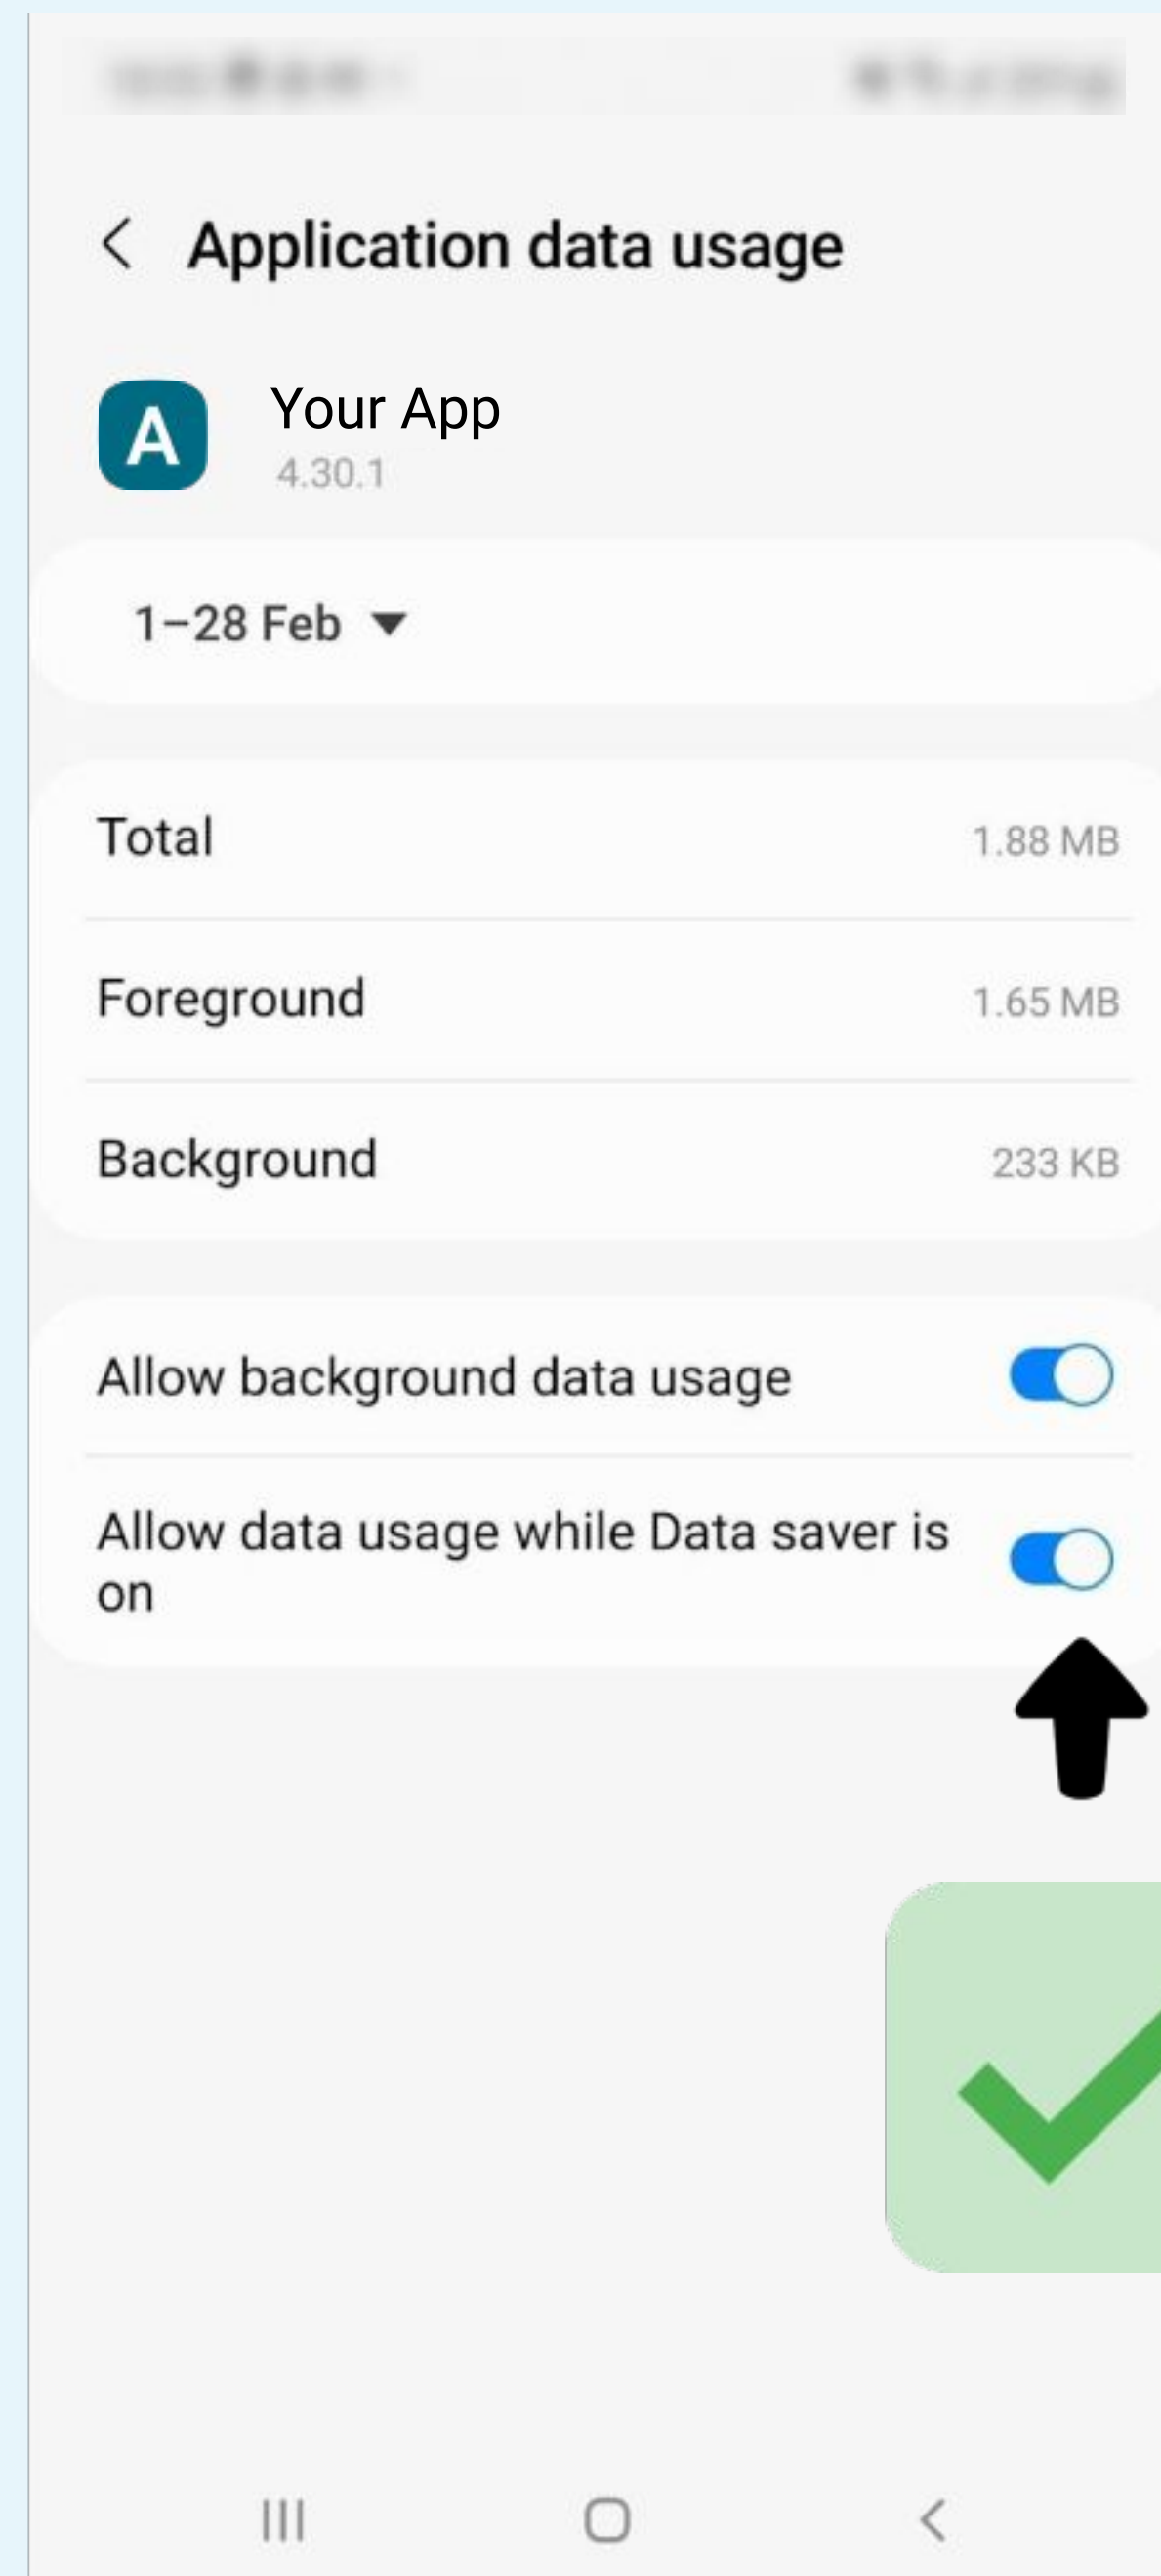 Application data usage
A
Your App
4.30.1
1–28 Feb
Total
1.88 MB
Foreground
1.65 MB
Background
233 KB
Allow background data usage
Allow data usage while Data saver is
on